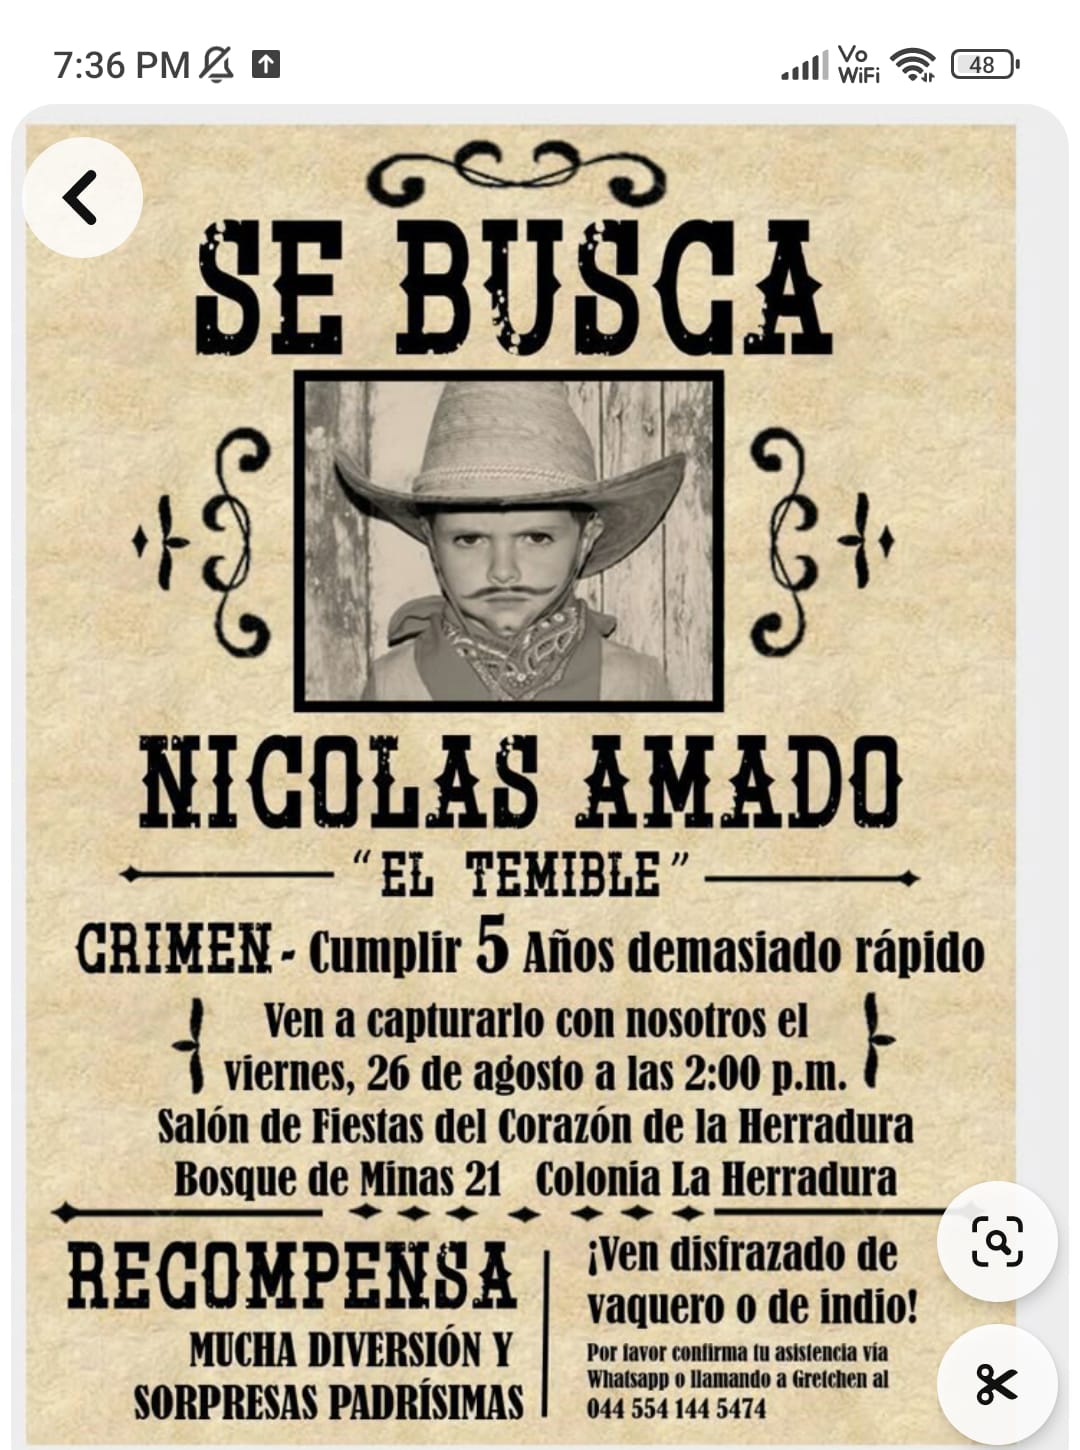 7:36 PM
Vo
WiFi
48
SE BUSCA
NICOLAS AMADO
“EL TEMIBLE”
CRIMEN - Cumplir 5 Años demasiado rápido
Ven a capturarlo con nosotros el
viernes, 26 de agosto a las 2:00 p.m.
Salón de Fiestas del Corazón de la Herradura
Bosque de Minas 21 Colonia La Herradura
RECOMPENSA
MUCHA DIVERSIÓN Y
SORPRESAS PADRÍSIMAS
¡Ven disfrazado de
vaquero o de indio!
Por favor confirma tu asistencia vía
Whatsapp o llamando a Gretchen al
044 554 144 5474